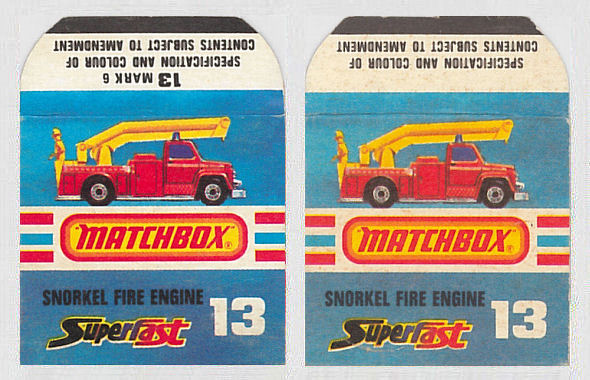 CONTENTS SUBJECT TO AMENDMENT
SPECIFICATION AND COLOUR OF
13 MARK 6
"MATCHBOX"®
SNORKEL FIRE ENGINE
Superfast
13
CONTENTS SUBJECT TO AMENDMENT
SPECIFICATION AND COLOUR OF
"MATCHBOX"®
SNORKEL FIRE ENGINE
Superfast
13